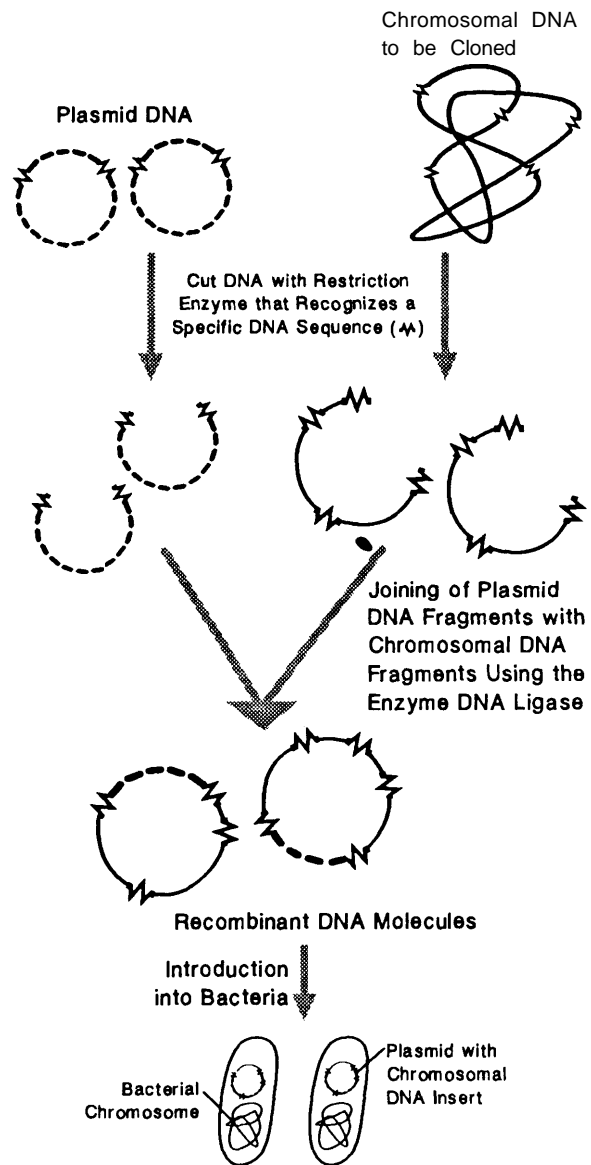 Chromosomal DNA
to be Cloned
Plasmid DNA
Cut DNA with Restriction
Enzyme that Recognizes a
Specific DNA Sequence ( )
Joining of Plasmid
DNA Fragments with
Chromosomal DNA
Fragments Using the
Enzyme DNA Ligase
Recombinant DNA Molecules
Introduction
into Bacteria
Bacterial
Chromosome
Plasmid with
Chromosomal
DNA Insert